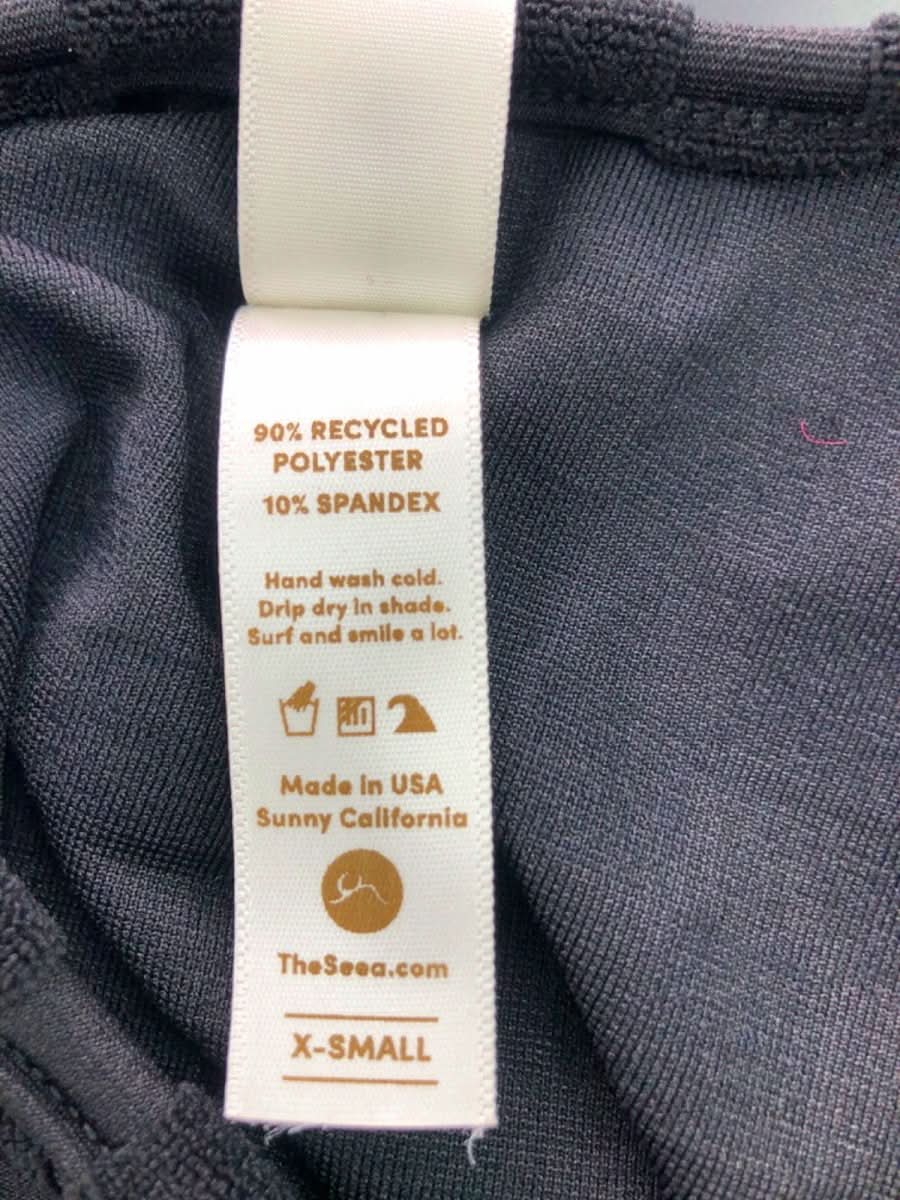 90% RECYCLED
POLYESTER
10% SPANDEX
Hand wash cold.
Drip dry in shade.
Surf and smile a lot.
Made in USA
Sunny California
TheSeea.com
X-SMALL